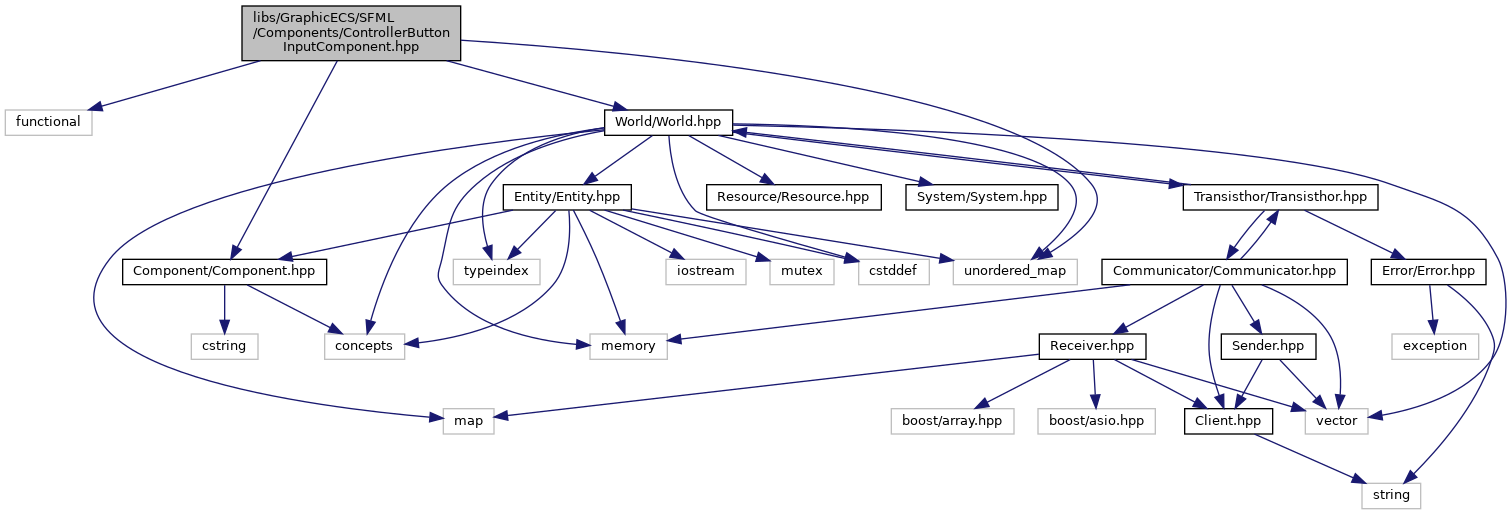 libs/GraphicECS/SFML
/Components/ControllerButton
InputComponent.hpp
functional
World/World.hpp
Entity/Entity.hpp
Resource/Resource.hpp
System/System.hpp
Transisthor/Transisthor.hpp
Component/Component.hpp
typeindex
iostream
mutex
cstddef
unordered_map
Communicator/Communicator.hpp
Error/Error.hpp
cstring
concepts
memory
Receiver.hpp
Sender.hpp
exception
map
boost/array.hpp
boost/asio.hpp
Client.hpp
vector
string